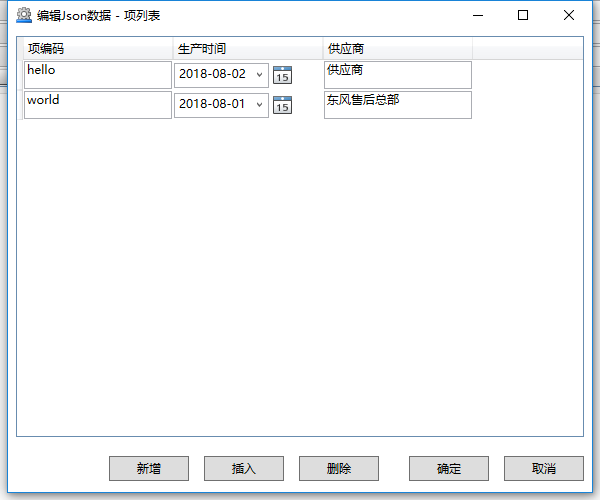 编辑Json数据 - 项列表
项编码 生产时间 供应商
hello 2018-08-02 15 供应商
world 2018-08-01 15 东风售后总部
新增 插入 删除 确定 取消